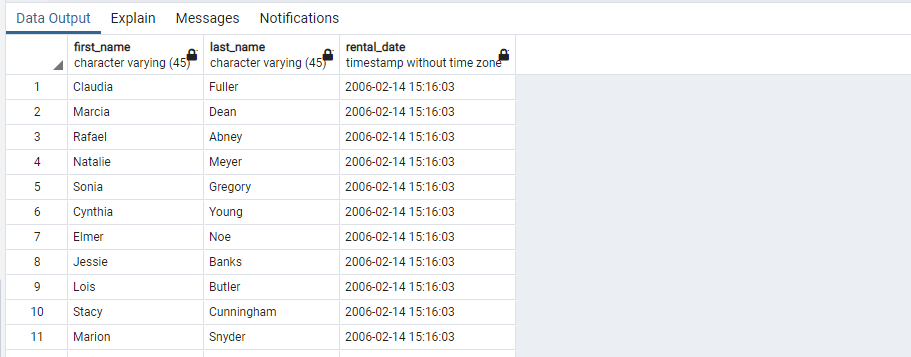 Data Output Explain Messages Notifications
first_name last_name rental_date
character varying (45) character varying (45) timestamp without time zone
1 Claudia Fuller 2006-02-14 15:16:03
2 Marcia Dean 2006-02-14 15:16:03
3 Rafael Abney 2006-02-14 15:16:03
4 Natalie Meyer 2006-02-14 15:16:03
5 Sonia Gregory 2006-02-14 15:16:03
6 Cynthia Young 2006-02-14 15:16:03
7 Elmer Noe 2006-02-14 15:16:03
8 Jessie Banks 2006-02-14 15:16:03
9 Lois Butler 2006-02-14 15:16:03
10 Stacy Cunningham 2006-02-14 15:16:03
11 Marion Snyder 2006-02-14 15:16:03